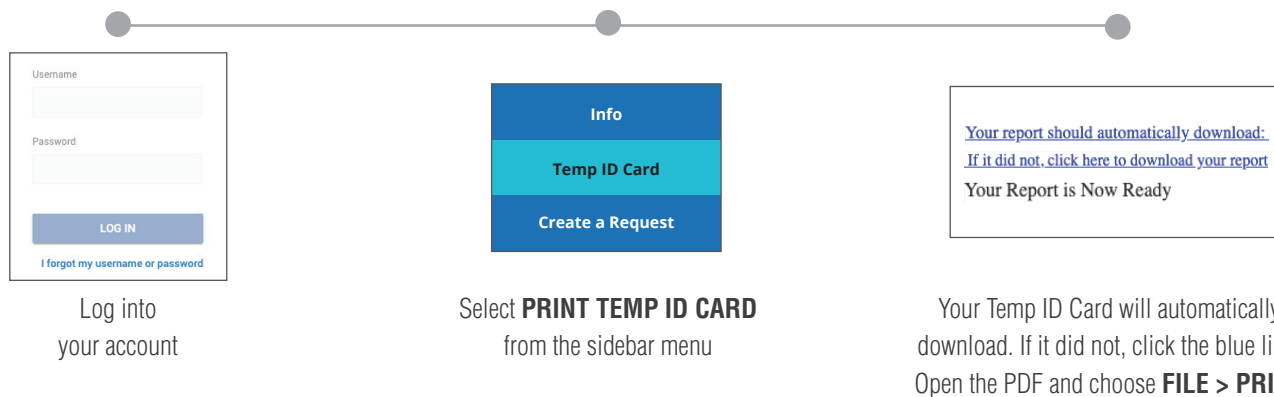 Username
Password
LOG IN
I forgot my username or password
Log into
your account
Info
Temp ID Card
Create a Request
Select PRINT TEMP ID CARD
from the sidebar menu
Your report should automatically download:
If it did not, click here to download your report
Your Report is Now Ready
Your Temp ID Card will automatically
download. If it did not, click the blue
Open the PDF and choose FILE >